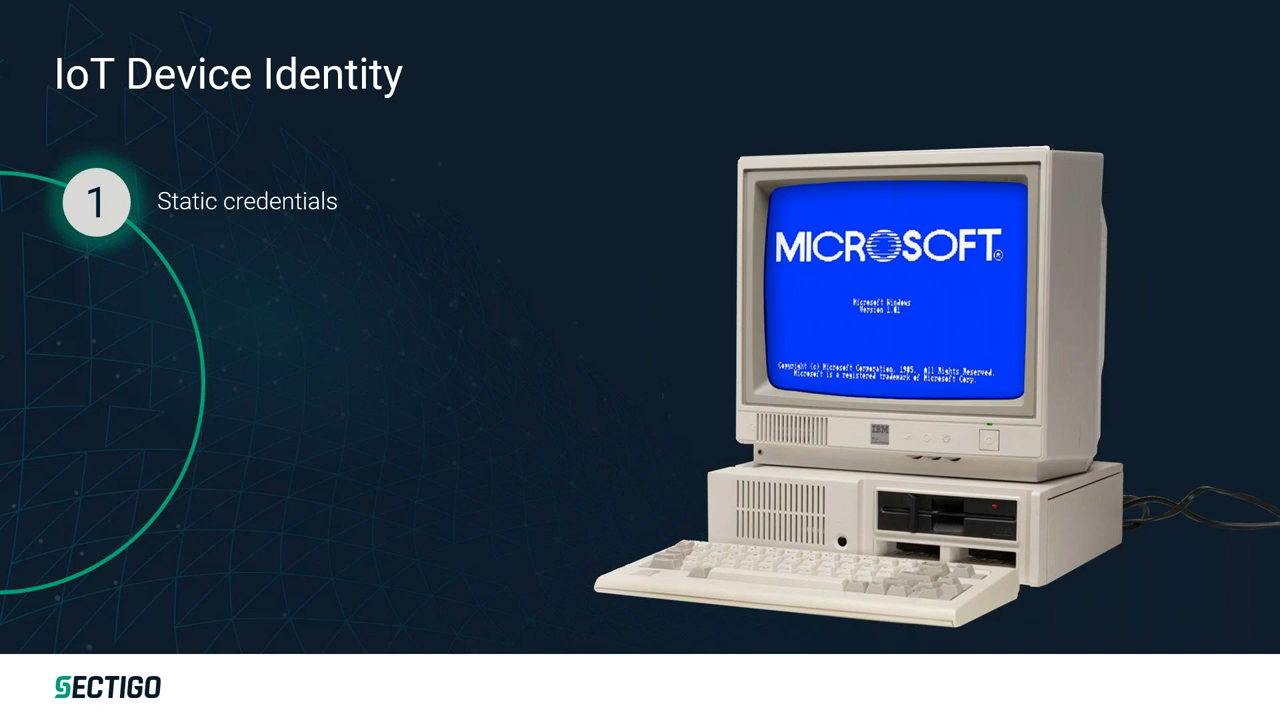 IoT Device Identity
1
Static credentials
MICROSOFT®
Microsoft Windows
Version 1.01
Copyright (c) Microsoft Corporation, 1985. All Rights Reserved.
Microsoft is a registered trademark of Microsoft Corp.
IBM
SECTIGO